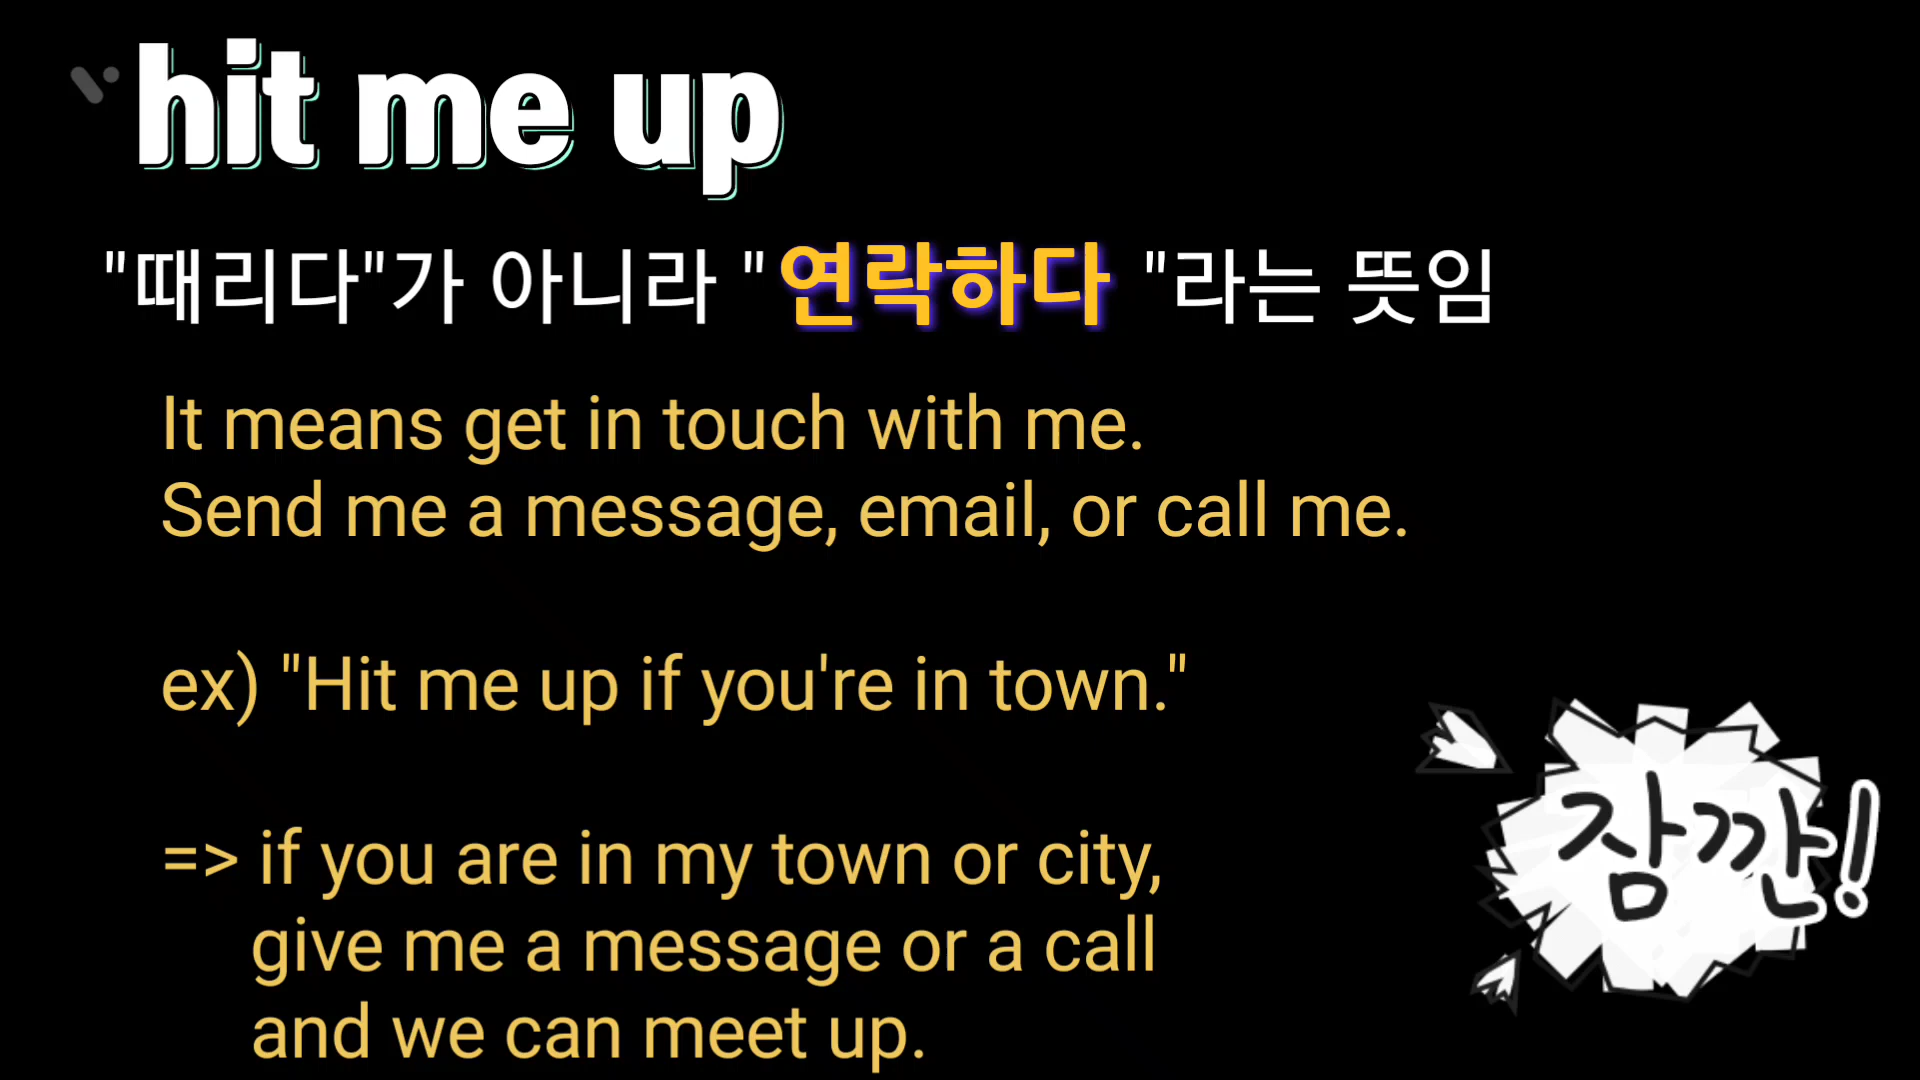 hit me up
"때리다"가 아니라 "연락하다 "라는 뜻임
It means get in touch with me.
Send me a message, email, or call me.
ex) "Hit me up if you're in town."
=> if you are in my town or city,
give me a message or a call
and we can meet up.
잠깐!